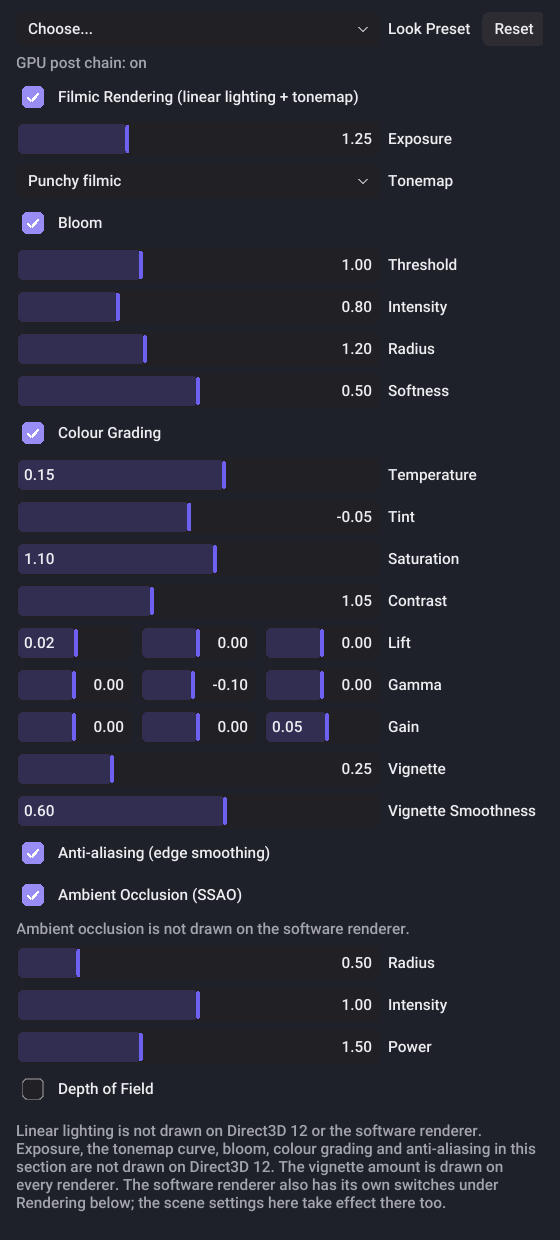 Choose... Look Preset Reset
GPU post chain: on
Filmic Rendering (linear lighting + tonemap)
1.25 Exposure
Punchy filmic Tonemap
Bloom
1.00 Threshold
0.80 Intensity
1.20 Radius
0.50 Softness
Colour Grading
0.15 Temperature
-0.05 Tint
1.10 Saturation
1.05 Contrast
0.02 0.00 0.00 Lift
0.00 -0.10 0.00 Gamma
0.00 0.00 0.05 Gain
0.25 Vignette
0.60 Vignette Smoothness
Anti-aliasing (edge smoothing)
Ambient Occlusion (SSAO)
Ambient occlusion is not drawn on the software renderer.
0.50 Radius
1.00 Intensity
1.50 Power
Depth of Field
Linear lighting is not drawn on Direct3D 12 or the software renderer.
Exposure, the tonemap curve, bloom, colour grading and anti-aliasing in this
section are not drawn on Direct3D 12. The vignette amount is drawn on
every renderer. The software renderer also has its own switches under
Rendering below; the scene settings here take effect there too.